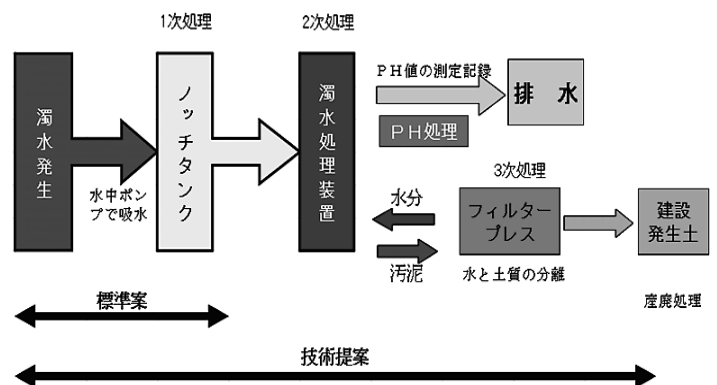 1次処理
2次処理
濁水発生
水中ポン
プで吸水
ノッチタンク
濁水処理装置
PH値の測定記録
排 水
PH処理
3次処理
水分
汚泥
フィルター
プレス
水と土質の分離
建設
発生土
産廃処理
標準案
技術提案